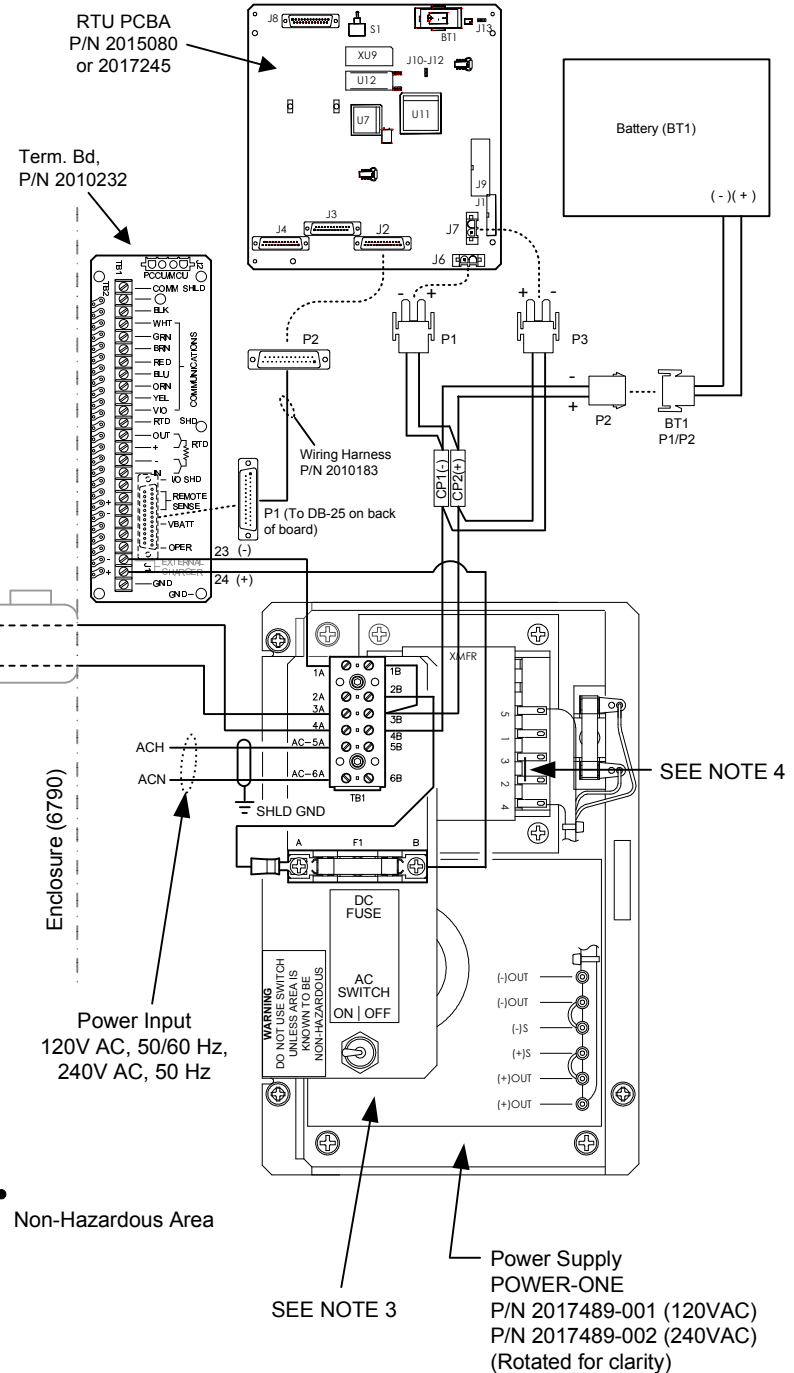 RTU PCBA
P/N 2015080
or 2017245
J8
S1
BT1
J13
XU9
J10-J12
U12
U7
U11
J9
J1
J4
J3
J2
J7
J6
Battery (BT1)
( - )( + )
Term. Bd,
P/N 2010232
TB1
TB2
J2
PCCU/MCU
COMM SHLD
BLK
WHT
GRN
BRN
RED
BLU
ORN
YEL
VIO
COMMUNICATIONS
RTD SHD
OUT
+
-
IN
RTD
I/O SHD
REMOTE
SENSE
+
-
VBATT
OPER
J1
EXTERNAL
CHARGER
-
+
GND
GND
23 (-)
24 (+)
P2
Wiring Harness
P/N 2010183
P1 (To DB-25 on back
of board)
- +
P1
+ -
P3
-
+
P2
BT1
P1/P2
CP1(-)
CP2(+)
Enclosure (6790)
1A
2A
3A
4A
AC-5A
AC-6A
1B
2B
3B
4B
5B
6B
TB1
XMFR
5
1
3
2
4
SEE NOTE 4
ACH
ACN
SHLD GND
A F1 B
DC
FUSE
AC
SWITCH
ON | OFF
WARNING
DO NOT USE SWITCH
UNLESS AREA IS
KNOWN TO BE
NON-HAZARDOUS
(-)OUT
(-)OUT
(-)S
(+)S
(+)OUT
(+)OUT
Power Input
120V AC, 50/60 Hz,
240V AC, 50 Hz
Non-Hazardous Area
SEE NOTE 3
Power Supply
POWER-ONE
P/N 2017489-001 (120VAC)
P/N 2017489-002 (240VAC)
(Rotated for clarity)